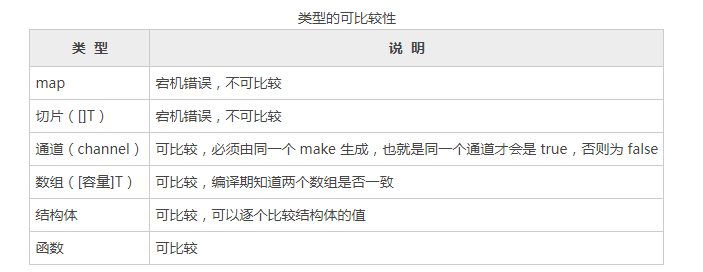 类型的可比较性
类 型 说 明
map 宕机错误，不可比较
切片（[]T） 宕机错误，不可比较
通道（channel） 可比较，必须由同一个 make 生成，也就是同一个通道才会是 true，否则为 false
数组（[容量]T） 可比较，编译期知道两个数组是否一致
结构体 可比较，可以逐个比较结构体的值
函数 可比较